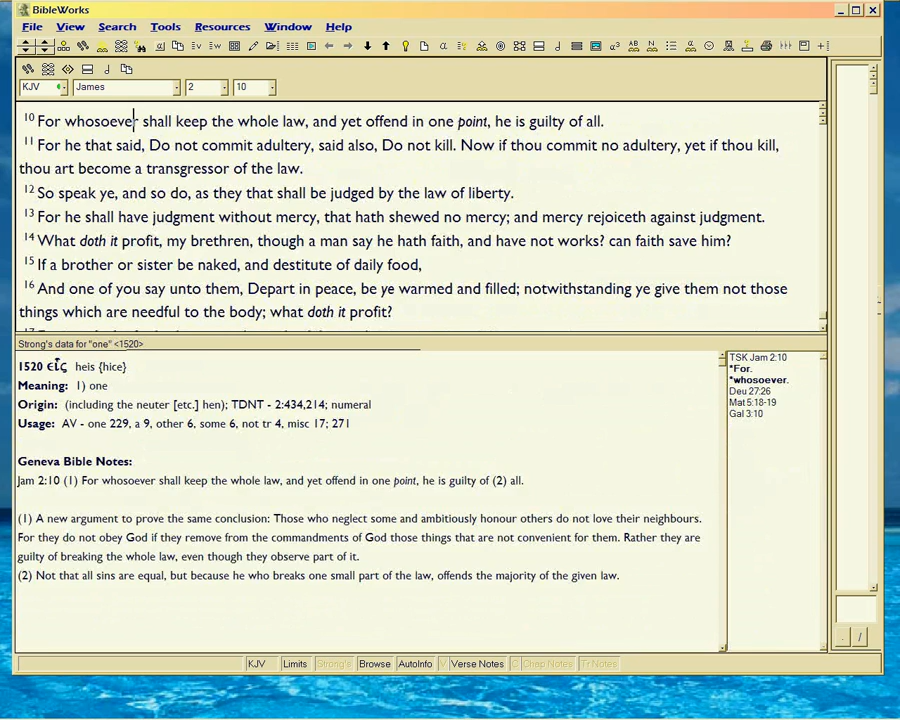 BibleWorks
File View Search Tools Resources Window Help
KJV James 2 10
10 For whosoever shall keep the whole law, and yet offend in one point, he is guilty of all.
11 For he that said, Do not commit adultery, said also, Do not kill. Now if thou commit no adultery, yet if thou kill,
thou art become a transgressor of the law.
12 So speak ye, and so do, as they that shall be judged by the law of liberty.
13 For he shall have judgment without mercy, that hath shewed no mercy; and mercy rejoiceth against judgment.
14 What doth it profit, my brethren, though a man say he hath faith, and have not works? can faith save him?
15 If a brother or sister be naked, and destitute of daily food,
16 And one of you say unto them, Depart in peace, be ye warmed and filled; notwithstanding ye give them not those
things which are needful to the body; what doth it profit?
Strong's data for "one" <1520>
1520 εἷς heis {hice}
Meaning: 1) one
Origin: (including the neuter [etc.] hen); TDNT - 2:434,214; numeral
Usage: AV - one 229, a 9, other 6, some 6, not tr 4, misc 17; 271
Geneva Bible Notes:
Jam 2:10 (1) For whosoever shall keep the whole law, and yet offend in one point, he is guilty of (2) all.
(1) A new argument to prove the same conclusion: Those who neglect some and ambitiously honour others do not love their neighbours.
For they do not obey God if they remove from the commandments of God those things that are not convenient for them. Rather they are
guilty of breaking the whole law, even though they observe part of it.
(2) Not that all sins are equal, but because he who breaks one small part of the law, offends the majority of the given law.
TSK Jam 2:10
*For.
*whosoever.
Deu 27:26
Mat 5:18-19
Gal 3:10
. /
KJV Limits Strong's Browse AutoInfo V Verse Notes C Chap Notes Tr Notes